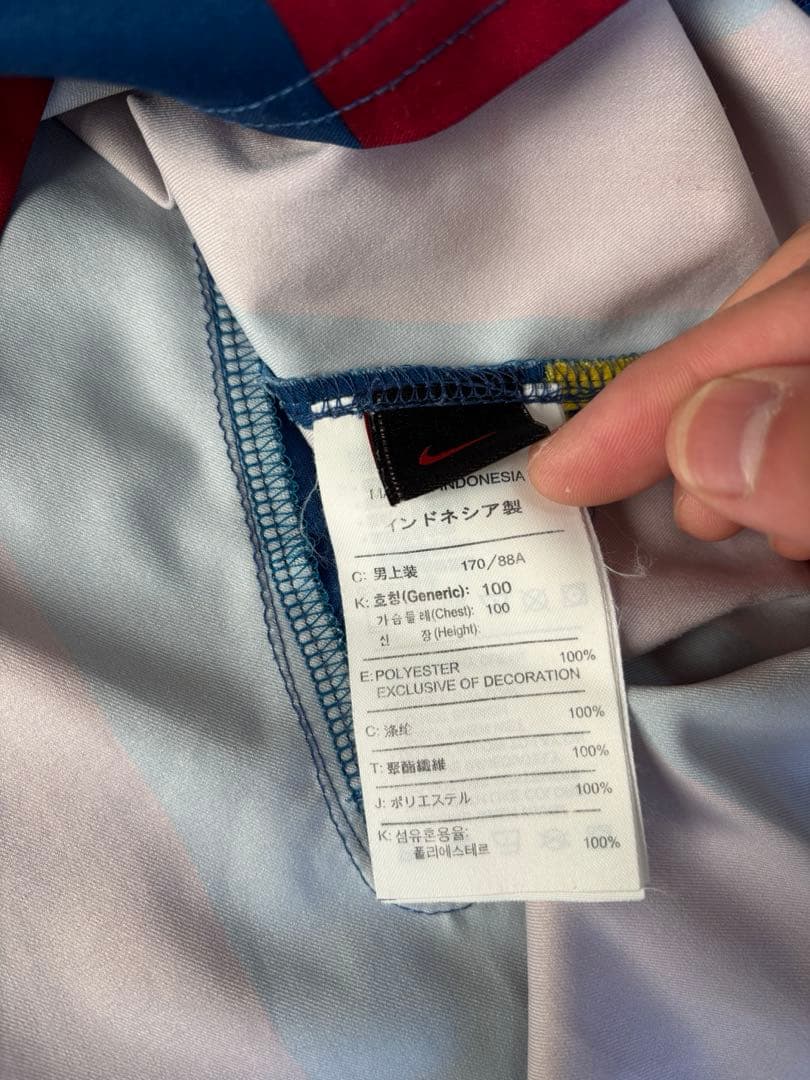 INDONESIA
インドネシア製
C: 男上装 170/88A
K: 호칭(Generic): 100
가슴둘레(Chest): 100
신 장(Height):
E: POLYESTER 100%
EXCLUSIVE OF DECORATION
C: 涤纶 100%
T: 聚酯纖維 100%
J: ポリエステル 100%
K: 섬유혼용율:
폴리에스테르 100%